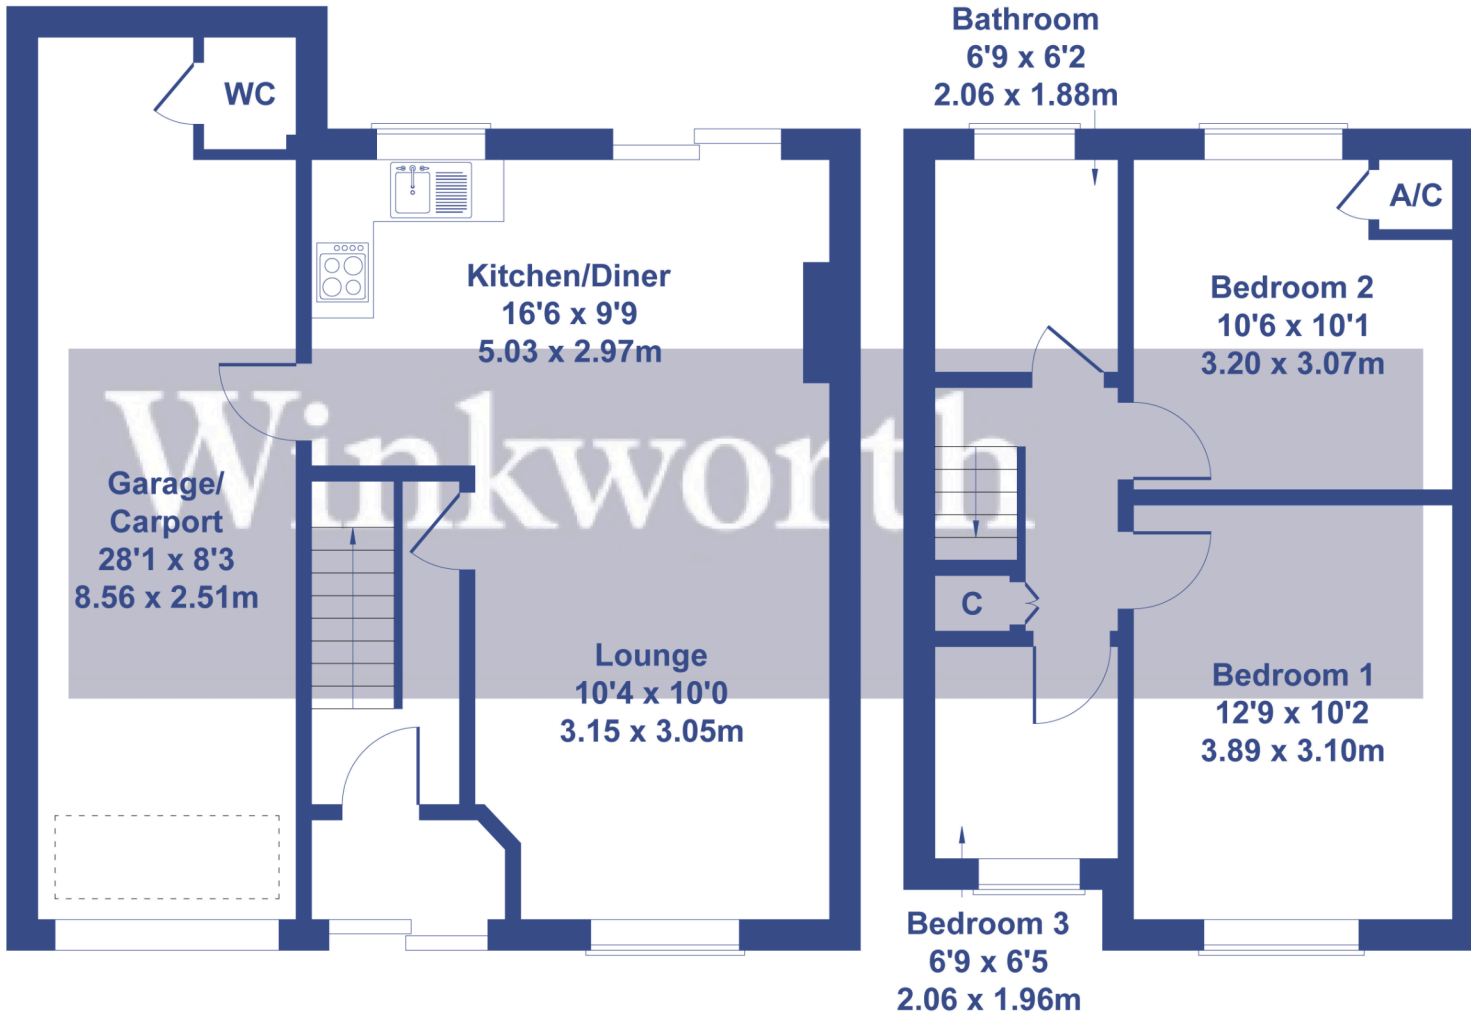 WC
Kitchen/Diner
16'6 x 9'9
5.03 x 2.97m
Winkworth
Garage/
Carport
28'1 x 8'3
8.56 x 2.51m
Lounge
10'4 x 10'0
3.15 x 3.05m
Bathroom
6'9 x 6'2
2.06 x 1.88m
A/C
Bedroom 2
10'6 x 10'1
3.20 x 3.07m
C
Bedroom 1
12'9 x 10'2
3.89 x 3.10m
Bedroom 3
6'9 x 6'5
2.06 x 1.96m